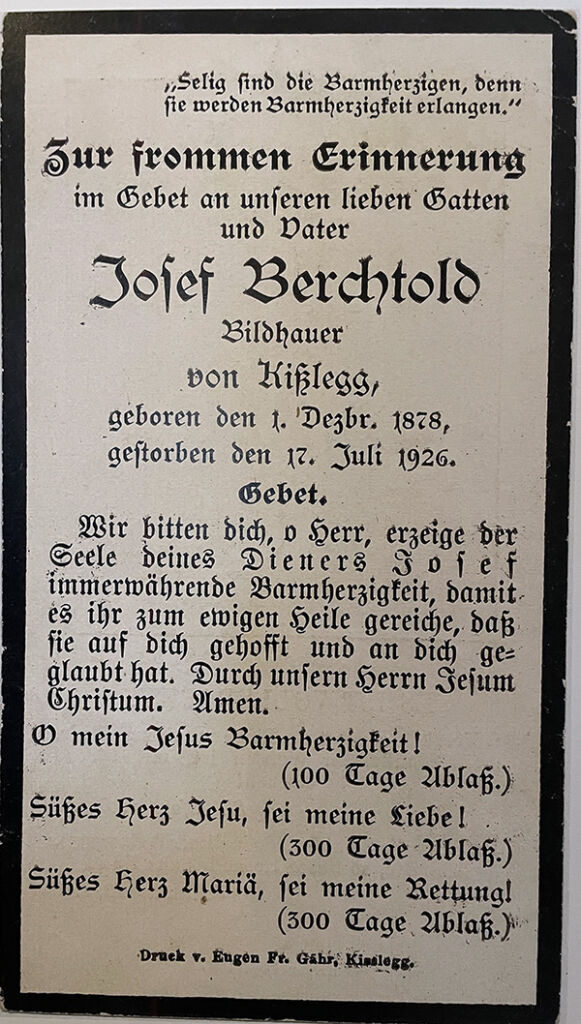 „Selig sind die Barmherzigen, denn
sie werden Barmherzigkeit erlangen.“
Zur frommen Erinnerung
im Gebet an unseren lieben Gatten
und Vater
Josef Berchtold
Bildhauer
von Kißlegg,
geboren den 1. Dezbr. 1878,
gestorben den 17. Juli 1926.
Gebet.
Wir bitten dich, o Herr, erzeige der
Seele deines Dieners Josef
immerwährende Barmherzigkeit, damit
es ihr zum ewigen Heile gereiche, daß
sie auf dich gehofft und an dich ge-
glaubt hat. Durch unsern Herrn Jesum
Christum. Amen.
O mein Jesus Barmherzigkeit!
(100 Tage Ablaß.)
Süßes Herz Jesu, sei meine Liebe!
(300 Tage Ablaß.)
Süßes Herz Mariä, sei meine Rettung!
(300 Tage Ablaß.)
Druck v. Eugen Fr. Gähr, Kisslegg.